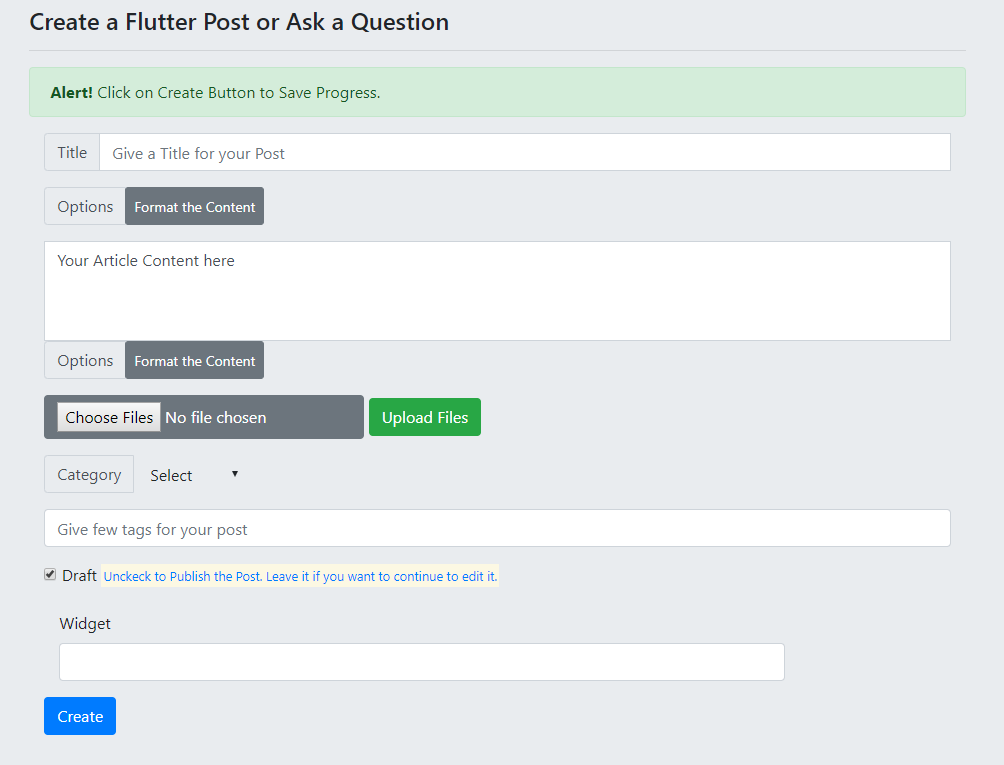 Create a Flutter Post or Ask a Question
Alert! Click on Create Button to Save Progress.
Title Give a Title for your Post
Options Format the Content
Your Article Content here
Options Format the Content
Choose Files No file chosen Upload Files
Category Select
Give few tags for your post
Draft Unckeck to Publish the Post. Leave it if you want to continue to edit it.
Widget
Create